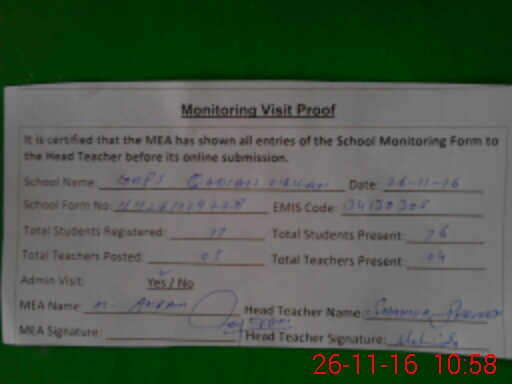 Monitoring Visit Proof
It is certified that the MEA has shown all entries of the School Monitoring Form to
the Head Teacher before its online submission.
School Name: Date: 26-11-16
School Form No: EMIS Code: 34130305
Total Students Registered: 77 Total Students Present: 76
Total Teachers Posted: 05 Total Teachers Present: 04
Admin Visit: Yes / No
MEA Name: M. AKRAM Head Teacher Name:
MEA Signature: Head Teacher Signature:
26-11-16 10:58